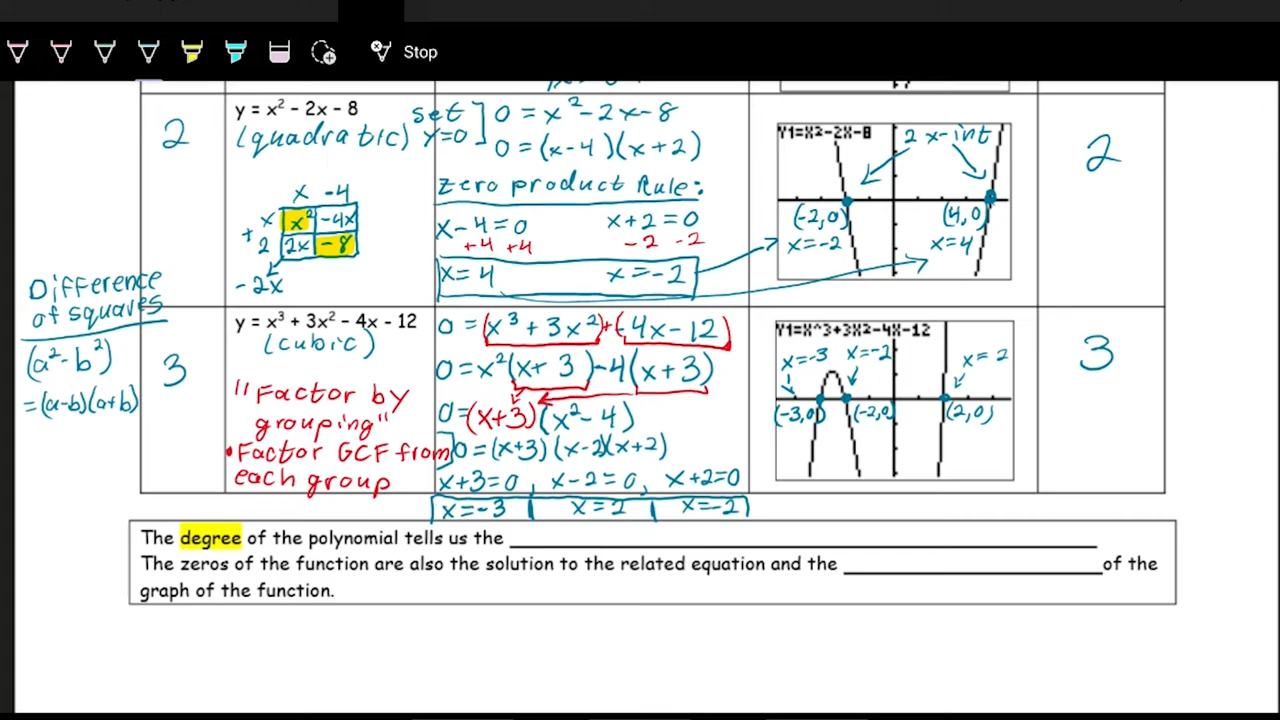 Stop
2
y = x² - 2x - 8
(quadratic)
set
y=0
x -4
x x² -4x
+
2 2x -8
-2x
0 = x² - 2x - 8
0 = (x-4)(x+2)
Zero product Rule:
x-4=0 x+2=0
+4 +4 -2 -2
x=4 x=-2
Y1=X2-2X-8
2 x-int
(-2,0) (4,0)
x=-2 x=4
2
Difference
of squares
(a²-b²)
=(a-b)(a+b)
3
y = x³ + 3x² - 4x - 12
(cubic)
"Factor by
grouping"
•Factor GCF from
each group
0=(x³+3x²)+(-4x-12)
0=x²(x+3)-4(x+3)
0=(x+3)(x²-4)
0=(x+3)(x-2)(x+2)
x+3=0, x-2=0, x+2=0
x=-3 x=2 x=-2
Y1=X^3+3X2-4X-12
x=-3 x=-2 x=2
(-3,0) (-2,0) (2,0)
3
The degree of the polynomial tells us the
The zeros of the function are also the solution to the related equation and the of the
graph of the function.